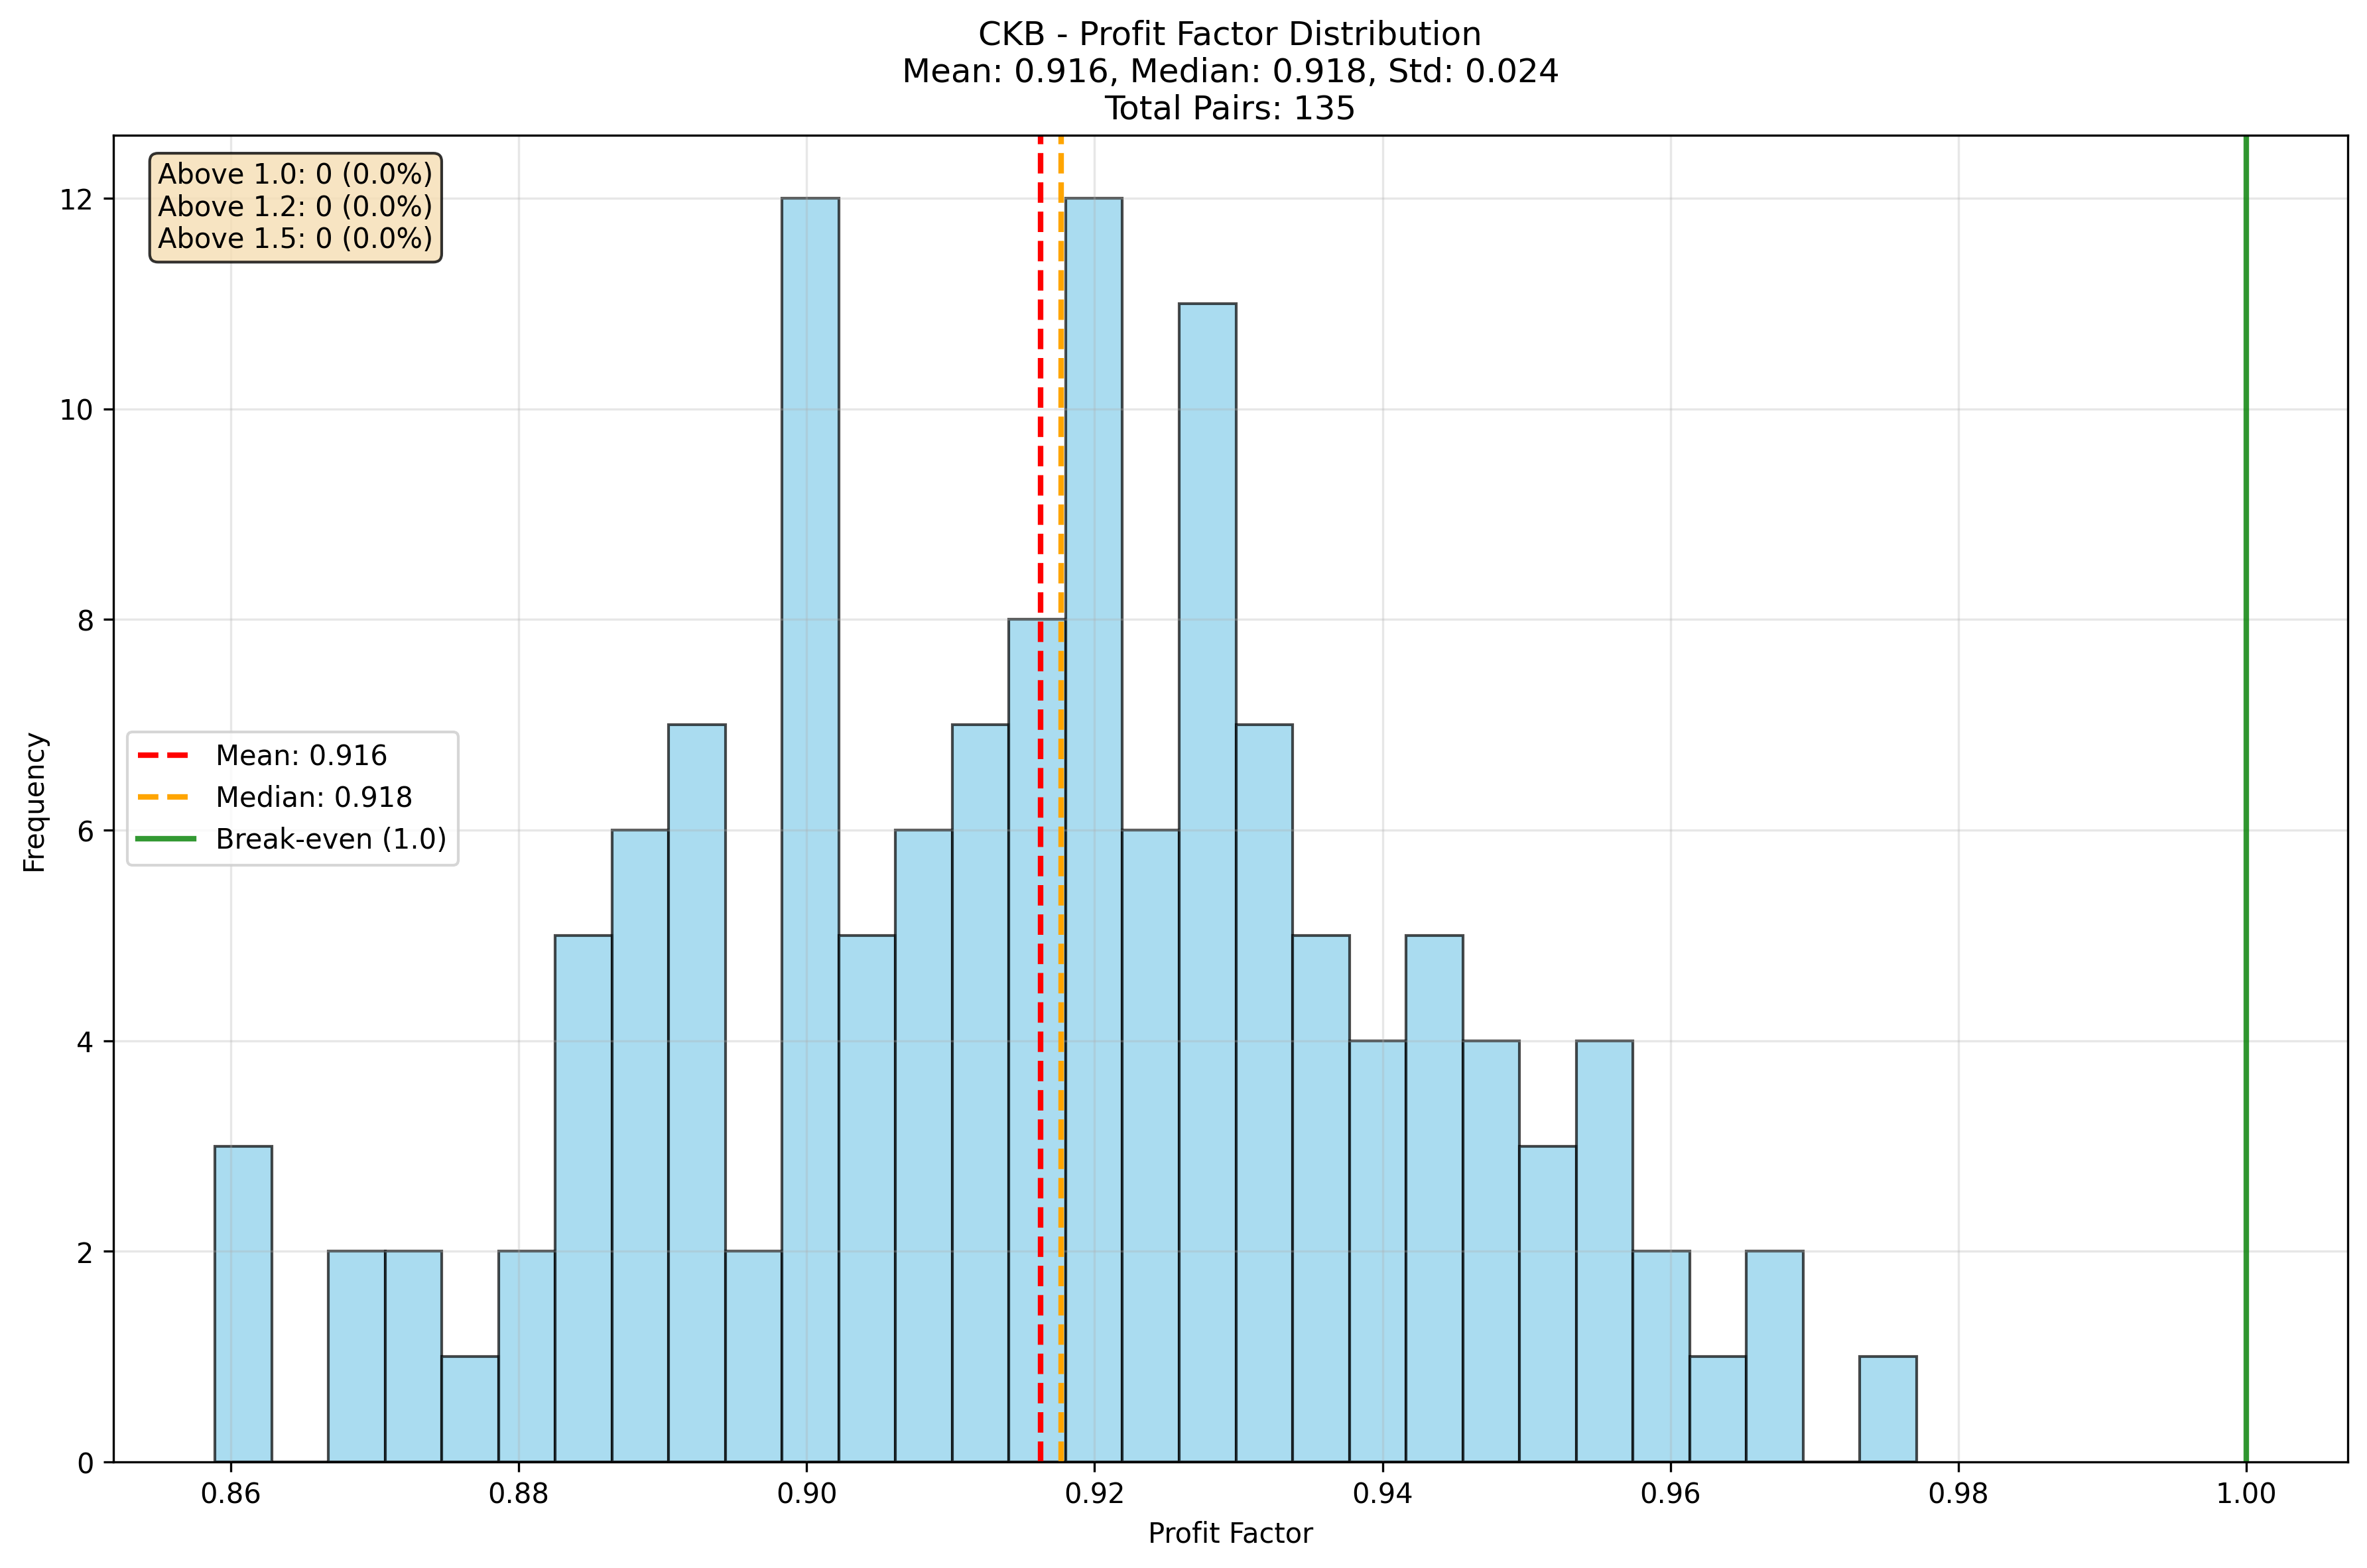 CKB - Profit Factor Distribution
Mean: 0.916, Median: 0.918, Std: 0.024
Total Pairs: 135
Above 1.0: 0 (0.0%)
Above 1.2: 0 (0.0%)
Above 1.5: 0 (0.0%)
Mean: 0.916
Median: 0.918
Break-even (1.0)
Frequency
12
10
8
6
4
2
0
0.86 0.88 0.90 0.92 0.94 0.96 0.98 1.00
Profit Factor